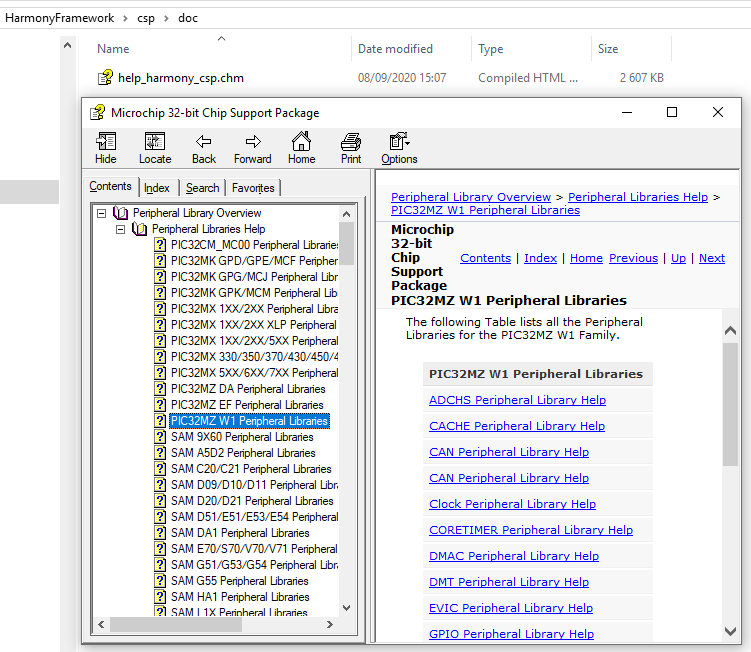 HarmonyFramework > csp > doc
Name Date modified Type Size
help_harmony_csp.chm 08/09/2020 15:07 Compiled HTML ... 2 607 KB
Microchip 32-bit Chip Support Package
Hide Locate Back Forward Home Print Options
Contents Index Search Favorites
Peripheral Library Overview
Peripheral Libraries Help
PIC32CM_MC00 Peripheral Libraries
PIC32MK GPD/GPE/MCF Peripher
PIC32MK GPG/MCJ Peripheral Libr
PIC32MK GPK/MCM Peripheral Lib
PIC32MX 1XX/2XX Peripheral Libra
PIC32MX 1XX/2XX XLP Peripheral
PIC32MX 1XX/2XX/5XX Peripheral
PIC32MX 330/350/370/430/450/4
PIC32MX 5XX/6XX/7XX Peripheral
PIC32MZ DA Peripheral Libraries
PIC32MZ EF Peripheral Libraries
PIC32MZ W1 Peripheral Libraries
SAM 9X60 Peripheral Libraries
SAM A5D2 Peripheral Libraries
SAM C20/C21 Peripheral Libraries
SAM D09/D10/D11 Peripheral Libra
SAM D20/D21 Peripheral Libraries
SAM D51/E51/E53/E54 Peripheral
SAM DA1 Peripheral Libraries
SAM E70/S70/V70/V71 Peripheral
SAM G51/G53/G54 Peripheral Libra
SAM G55 Peripheral Libraries
SAM HA1 Peripheral Libraries
SAM L1X Peripheral Libraries
Peripheral Library Overview > Peripheral Libraries Help >
PIC32MZ W1 Peripheral Libraries
Microchip
32-bit
Chip
Support
Package
Contents | Index | Home Previous | Up | Next
PIC32MZ W1 Peripheral Libraries
The following Table lists all the Peripheral
Libraries for the PIC32MZ W1 Family.
PIC32MZ W1 Peripheral Libraries
ADCHS Peripheral Library Help
CACHE Peripheral Library Help
CAN Peripheral Library Help
CAN Peripheral Library Help
Clock Peripheral Library Help
CORETIMER Peripheral Library Help
DMAC Peripheral Library Help
DMT Peripheral Library Help
EVIC Peripheral Library Help
GPIO Peripheral Library Help